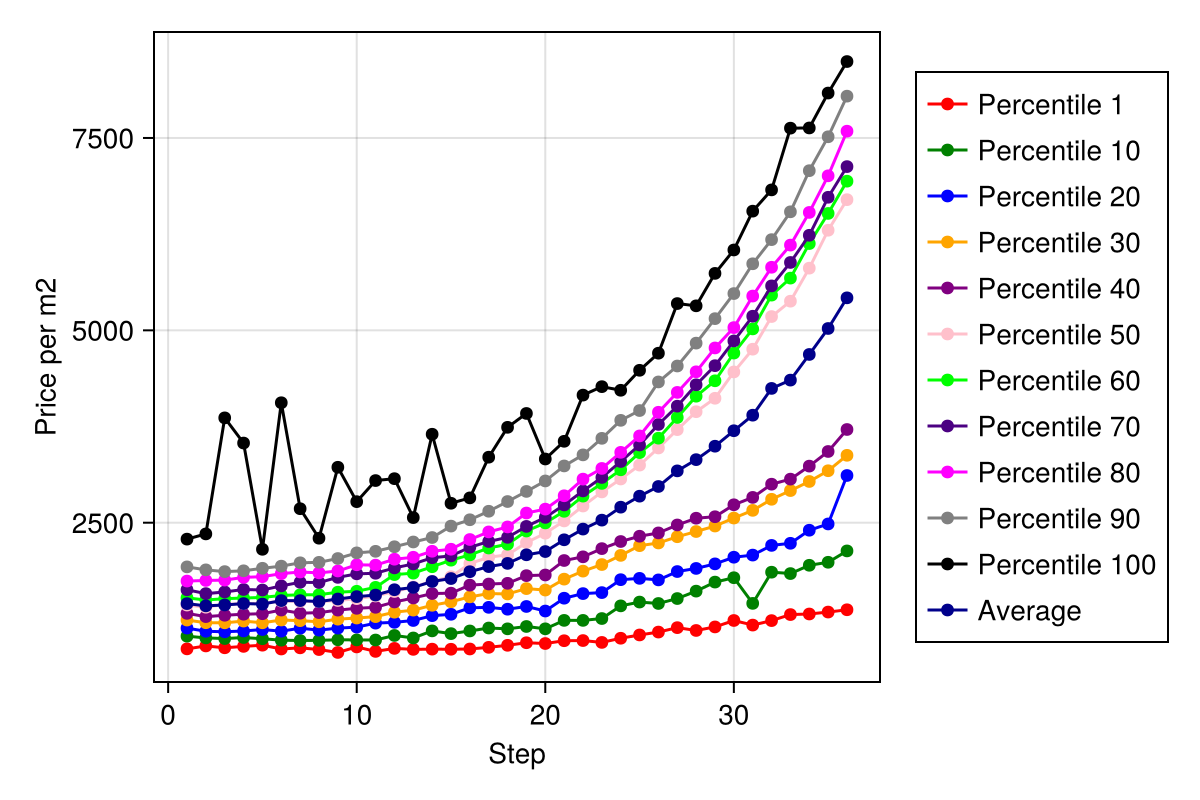 7500
5000
2500
Price per m2
0 10 20 30
Step
Percentile 1
Percentile 10
Percentile 20
Percentile 30
Percentile 40
Percentile 50
Percentile 60
Percentile 70
Percentile 80
Percentile 90
Percentile 100
Average